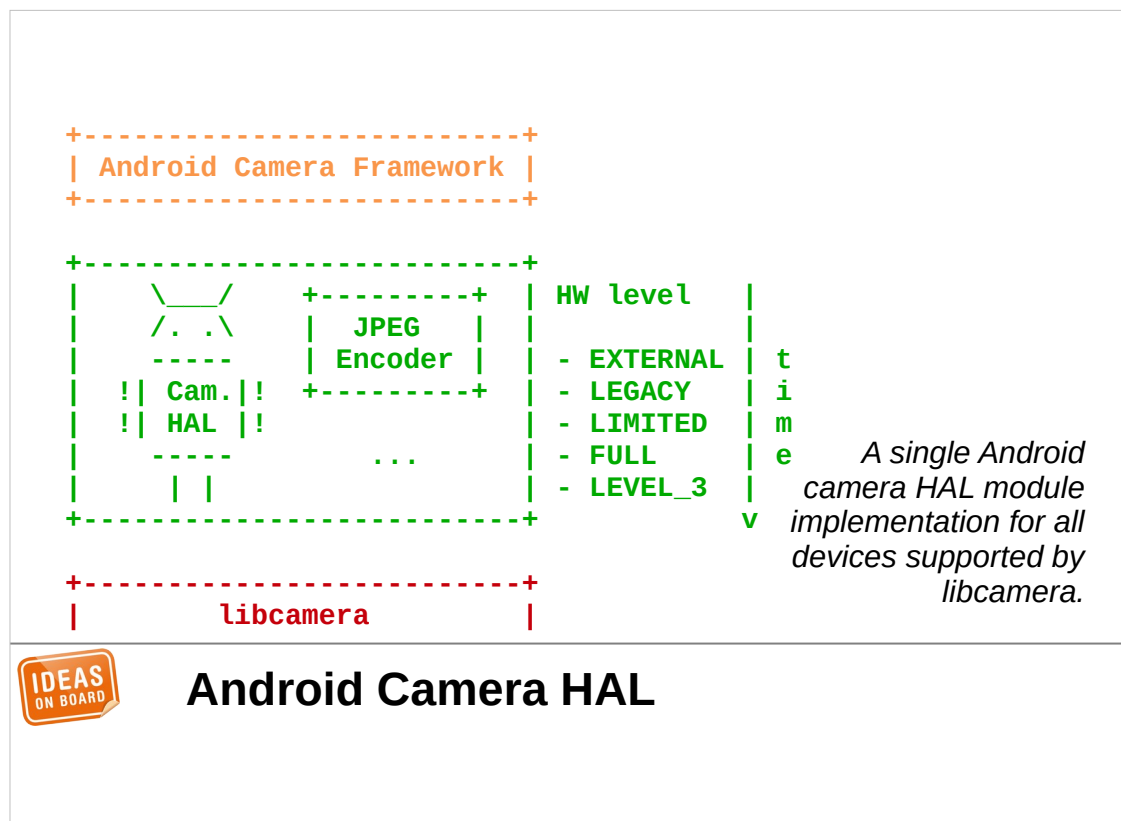 +--------------------------+
| Android Camera Framework |
+--------------------------+
+--------------------------+
|    \___/    +---------+  | HW level   |
|    /. .\    |  JPEG   |  |            |
|    -----    | Encoder |  | - EXTERNAL | t
|  !| Cam.|!  +---------+  | - LEGACY   | i
|  !| HAL |!               | - LIMITED  | m
|    -----        ...      | - FULL     | e
|     | |                  | - LEVEL_3  |
+--------------------------+            v
A single Android
camera HAL module
implementation for all
devices supported by
libcamera.
+--------------------------+
|        libcamera         |
IDEAS
ON BOARD
Android Camera HAL